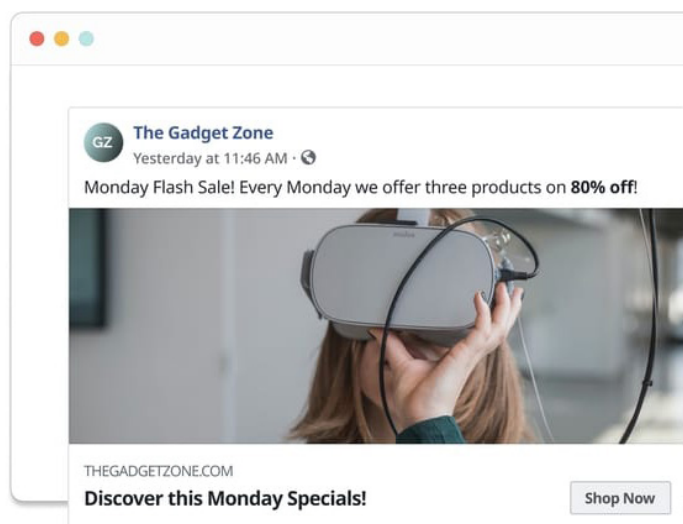 GZ
The Gadget Zone
Yesterday at 11:46 AM ·
Monday Flash Sale! Every Monday we offer three products on 80% off!
oculus
THEGADGETZONE.COM
Discover this Monday Specials!
Shop Now